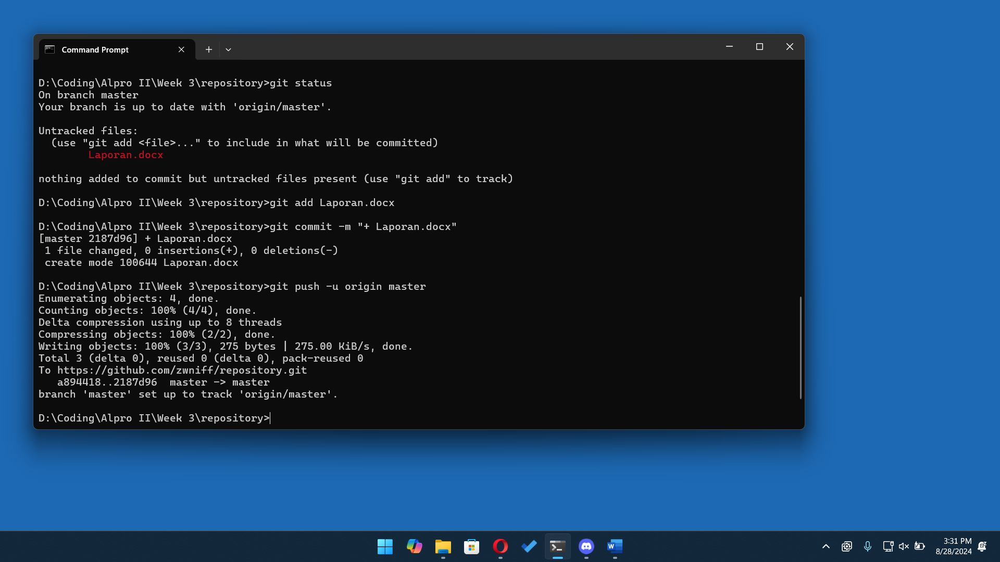 Command Prompt
D:\Coding\Alpro II\Week 3\repository>git status
On branch master
Your branch is up to date with 'origin/master'.
Untracked files:
  (use "git add <file>..." to include in what will be committed)
        Laporan.docx
nothing added to commit but untracked files present (use "git add" to track)
D:\Coding\Alpro II\Week 3\repository>git add Laporan.docx
D:\Coding\Alpro II\Week 3\repository>git commit -m "+ Laporan.docx"
[master 2187d96] + Laporan.docx
 1 file changed, 0 insertions(+), 0 deletions(-)
 create mode 100644 Laporan.docx
D:\Coding\Alpro II\Week 3\repository>git push -u origin master
Enumerating objects: 4, done.
Counting objects: 100% (4/4), done.
Delta compression using up to 8 threads
Compressing objects: 100% (2/2), done.
Writing objects: 100% (3/3), 275 bytes | 275.00 KiB/s, done.
Total 3 (delta 0), reused 0 (delta 0), pack-reused 0
To https://github.com/zwniff/repository.git
   a894418..2187d96  master -> master
branch 'master' set up to track 'origin/master'.
D:\Coding\Alpro II\Week 3\repository>
W
3:31 PM
8/28/2024